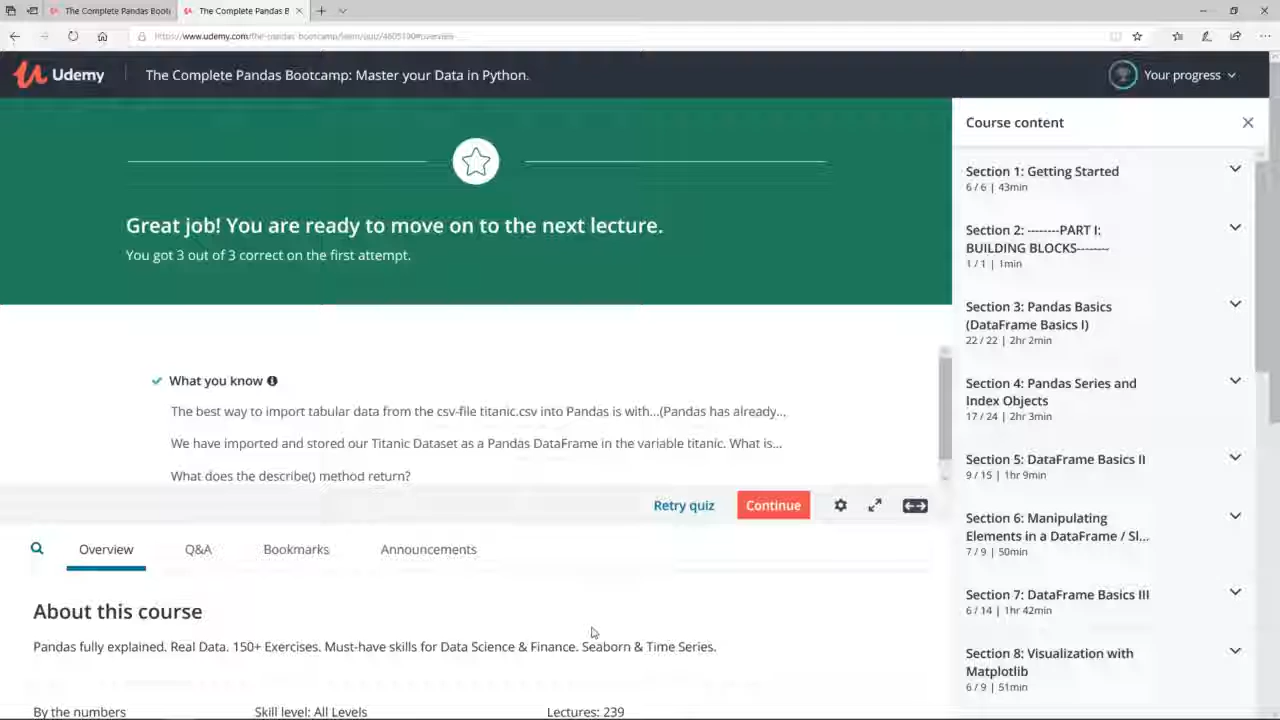 The Complete Pandas Boot
The Complete Pandas B
Udemy
The Complete Pandas Bootcamp: Master your Data in Python.
Your progress
Great job! You are ready to move on to the next lecture.
You got 3 out of 3 correct on the first attempt.
What you know
The best way to import tabular data from the csv-file titanic.csv into Pandas is with...(Pandas has already...
We have imported and stored our Titanic Dataset as a Pandas DataFrame in the variable titanic. What is...
What does the describe() method return?
Retry quiz
Continue
Overview
Q&A
Bookmarks
Announcements
About this course
Pandas fully explained. Real Data. 150+ Exercises. Must-have skills for Data Science & Finance. Seaborn & Time Series.
By the numbers
Skill level: All Levels
Lectures: 239
Course content
Section 1: Getting Started
6 / 6 | 43min
Section 2: --------PART I:
BUILDING BLOCKS--------
1 / 1 | 1min
Section 3: Pandas Basics
(DataFrame Basics I)
22 / 22 | 2hr 2min
Section 4: Pandas Series and
Index Objects
17 / 24 | 2hr 3min
Section 5: DataFrame Basics II
9 / 15 | 1hr 9min
Section 6: Manipulating
Elements in a DataFrame / Sl...
7 / 9 | 50min
Section 7: DataFrame Basics III
6 / 14 | 1hr 42min
Section 8: Visualization with
Matplotlib
6 / 9 | 51min